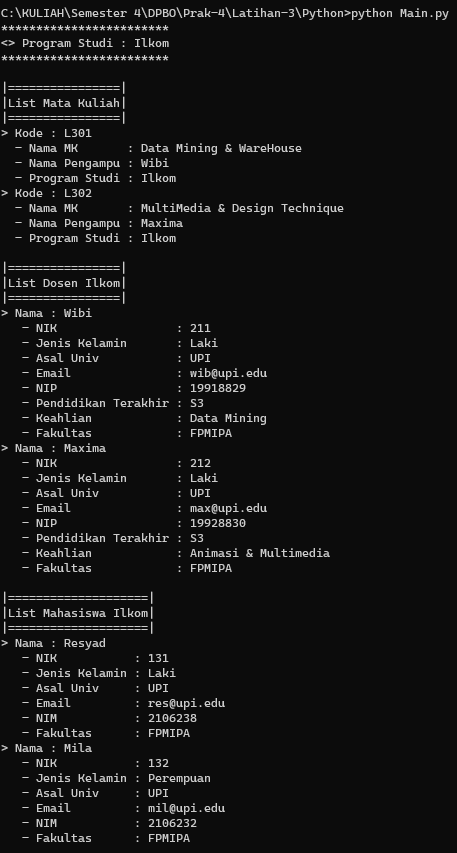 C:\KULIAH\Semester 4\DPBO\Prak-4\Latihan-3\Python>python Main.py
************************
<> Program Studi : Ilkom
************************
|================|
|List Mata Kuliah|
|================|
> Kode : L301
  - Nama MK       : Data Mining & WareHouse
  - Nama Pengampu : Wibi
  - Program Studi : Ilkom
> Kode : L302
  - Nama MK       : MultiMedia & Design Technique
  - Nama Pengampu : Maxima
  - Program Studi : Ilkom
|================|
|List Dosen Ilkom|
|================|
> Nama : Wibi
   - NIK                 : 211
   - Jenis Kelamin       : Laki
   - Asal Univ           : UPI
   - Email               : wib@upi.edu
   - NIP                 : 19918829
   - Pendidikan Terakhir : S3
   - Keahlian            : Data Mining
   - Fakultas            : FPMIPA
> Nama : Maxima
   - NIK                 : 212
   - Jenis Kelamin       : Laki
   - Asal Univ           : UPI
   - Email               : max@upi.edu
   - NIP                 : 19928830
   - Pendidikan Terakhir : S3
   - Keahlian            : Animasi & Multimedia
   - Fakultas            : FPMIPA
|====================|
|List Mahasiswa Ilkom|
|====================|
> Nama : Resyad
   - NIK           : 131
   - Jenis Kelamin : Laki
   - Asal Univ     : UPI
   - Email         : res@upi.edu
   - NIM           : 2106238
   - Fakultas      : FPMIPA
> Nama : Mila
   - NIK           : 132
   - Jenis Kelamin : Perempuan
   - Asal Univ     : UPI
   - Email         : mil@upi.edu
   - NIM           : 2106232
   - Fakultas      : FPMIPA